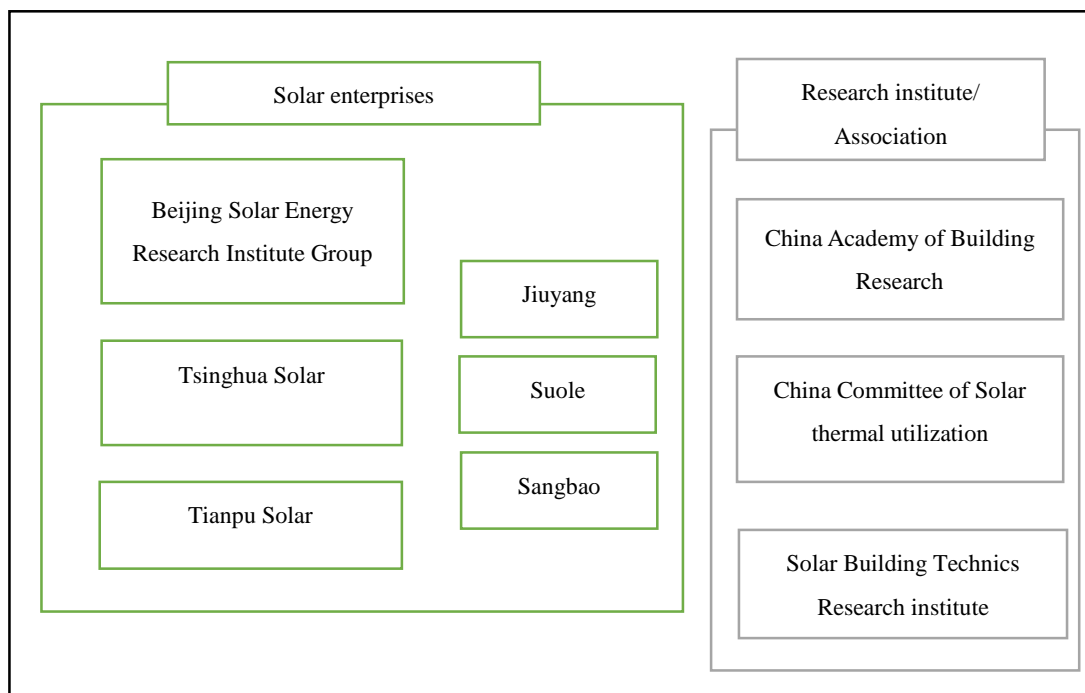 Solar enterprises
Beijing Solar Energy
Research Institute Group
Tsinghua Solar
Tianpu Solar
Jiuyang
Suole
Sangbao
Research institute/
Association
China Academy of Building
Research
China Committee of Solar
thermal utilization
Solar Building Technics
Research institute